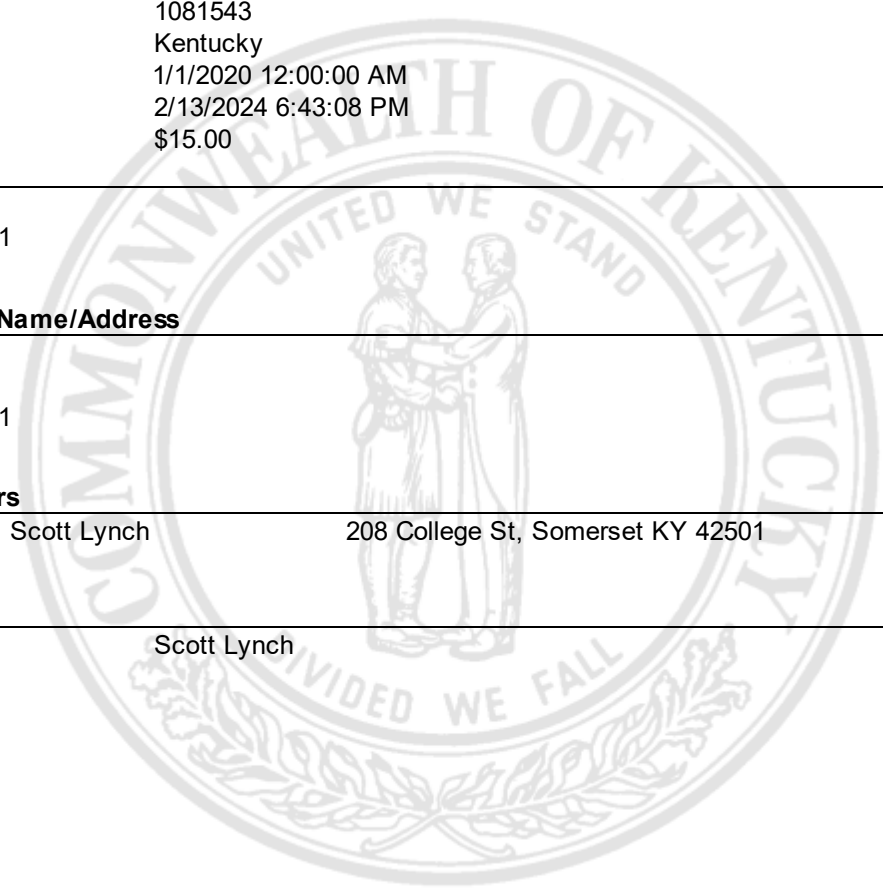 1081543
Kentucky
1/1/2020 12:00:00 AM
2/13/2024 6:43:08 PM
$15.00
1
Name/Address
1
rs
Scott Lynch 208 College St, Somerset KY 42501
Scott Lynch
COMMONWEALTH OF KENTUCKY
UNITED WE STAND
DIVIDED WE FALL